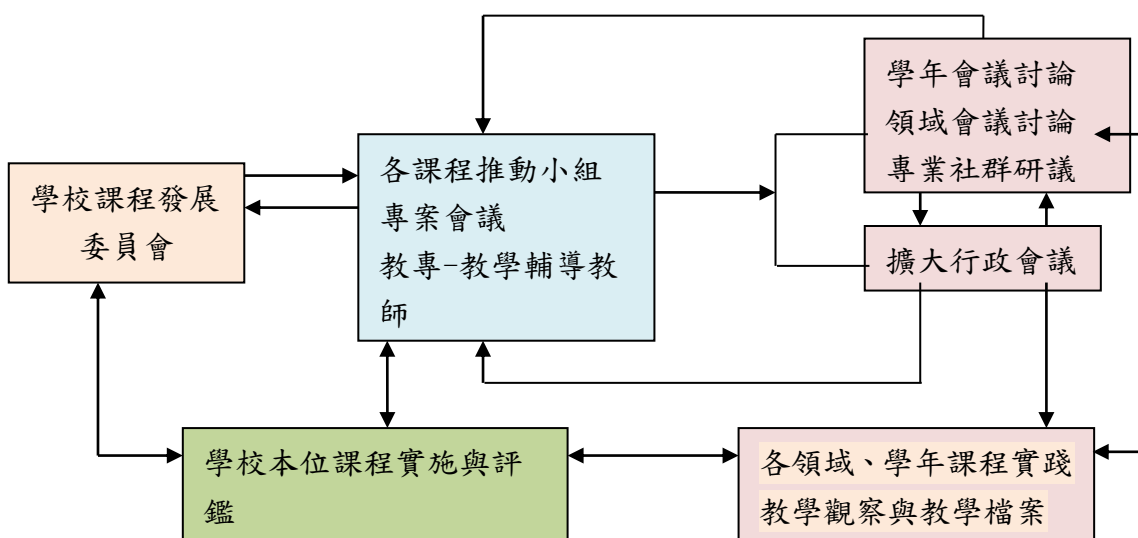 學校課程發展
委員會
各課程推動小組
專案會議
教專-教學輔導教
師
學年會議討論
領域會議討論
專業社群研議
擴大行政會議
學校本位課程實施與評
鑑
各領域、學年課程實踐
教學觀察與教學檔案